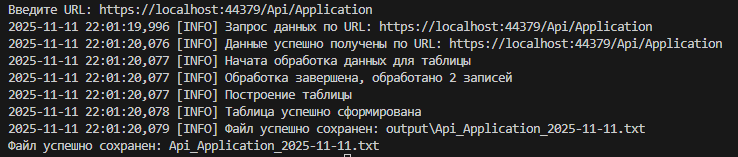 Введите URL: https://localhost:44379/Api/Application
2025-11-11 22:01:19,996 [INFO] Запрос данных по URL: https://localhost:44379/Api/Application
2025-11-11 22:01:20,076 [INFO] Данные успешно получены по URL: https://localhost:44379/Api/Application
2025-11-11 22:01:20,077 [INFO] Начата обработка данных для таблицы
2025-11-11 22:01:20,077 [INFO] Обработка завершена, обработано 2 записей
2025-11-11 22:01:20,077 [INFO] Построение таблицы
2025-11-11 22:01:20,078 [INFO] Таблица успешно сформирована
2025-11-11 22:01:20,079 [INFO] Файл успешно сохранен: output\Api_Application_2025-11-11.txt
Файл успешно сохранен: Api_Application_2025-11-11.txt